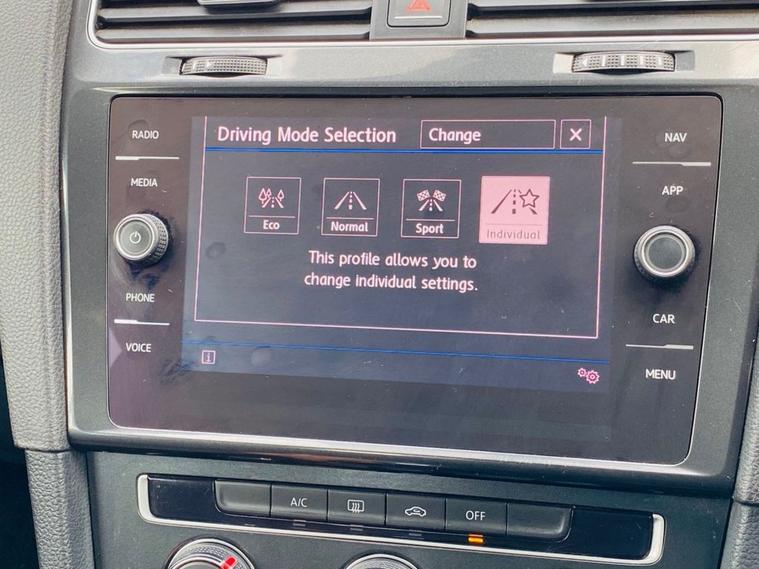 RADIO
MEDIA
PHONE
VOICE
Driving Mode Selection
Change
X
Eco
Normal
Sport
Individual
This profile allows you to
change individual settings.
i
NAV
APP
CAR
MENU
A/C
OFF